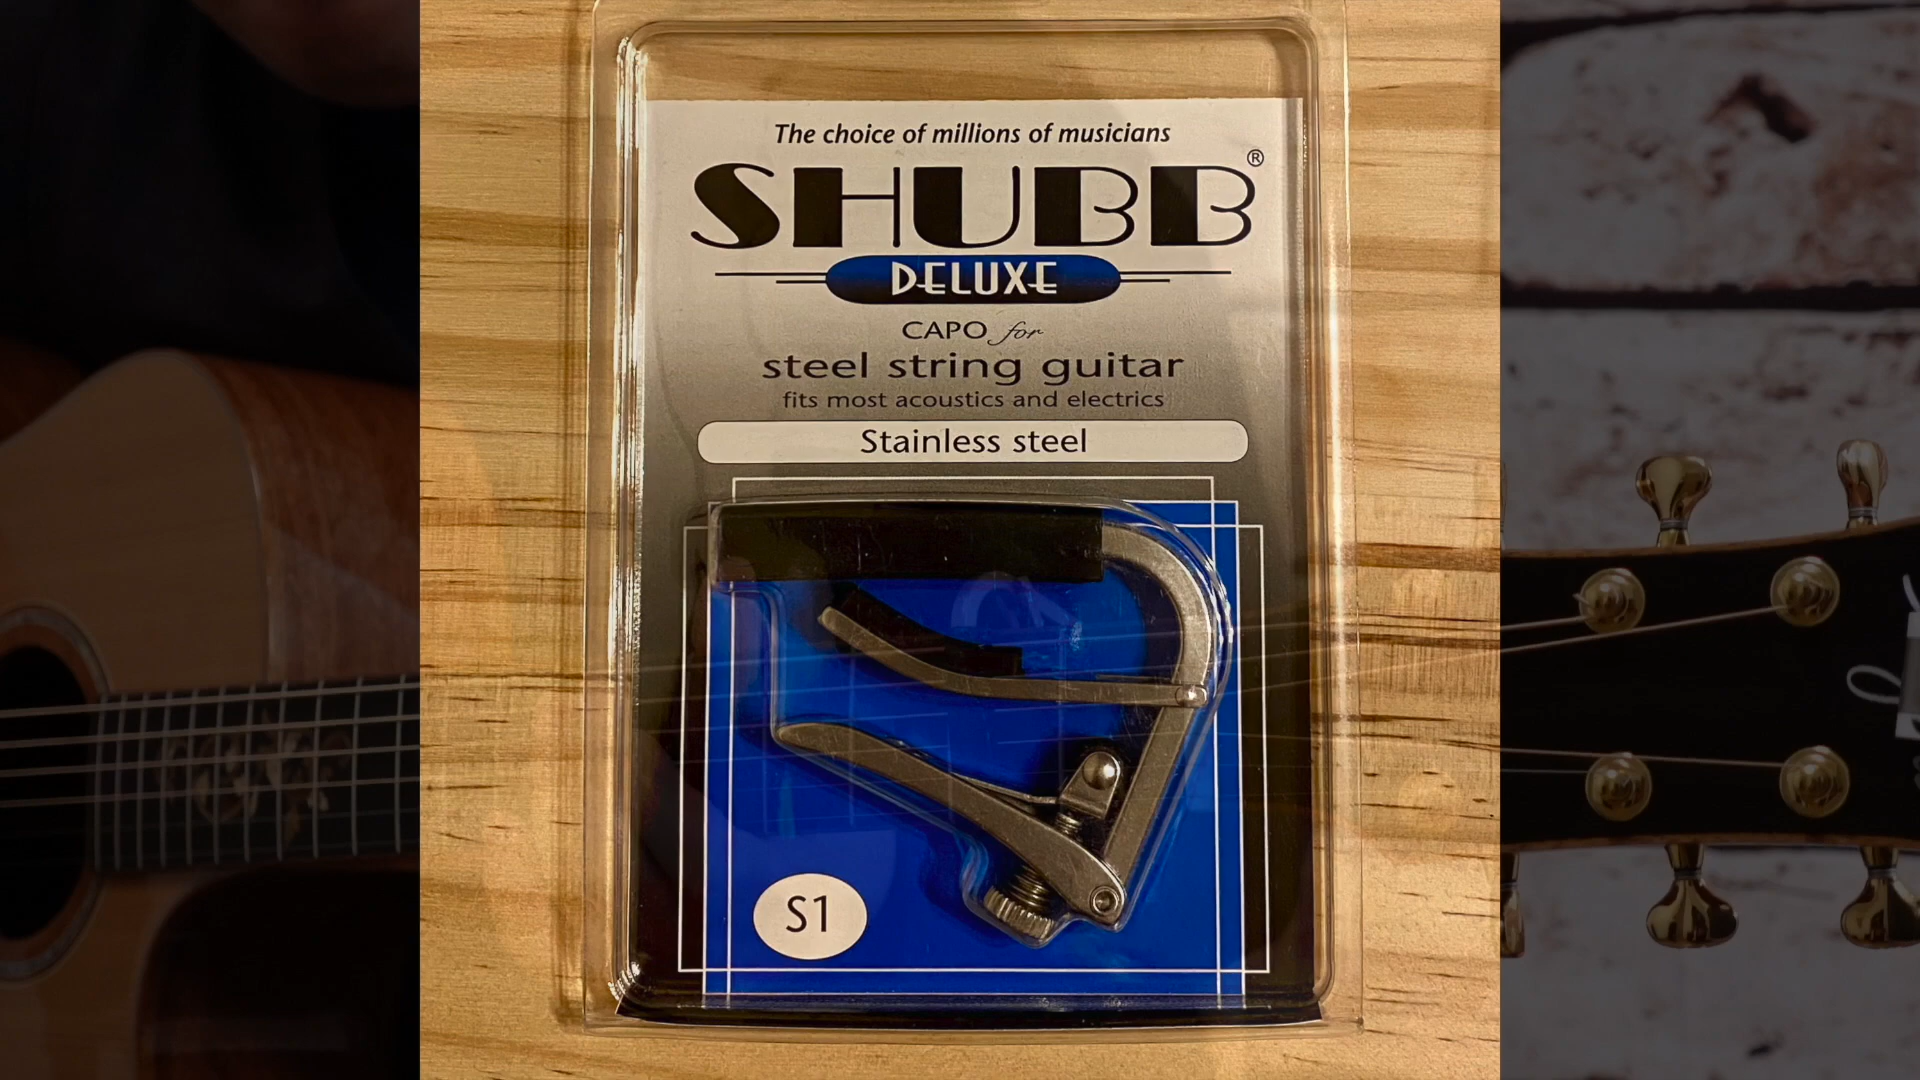 The choice of millions of musicians
SHUBB®
DELUXE
CAPO for
steel string guitar
fits most acoustics and electrics
Stainless steel
S1